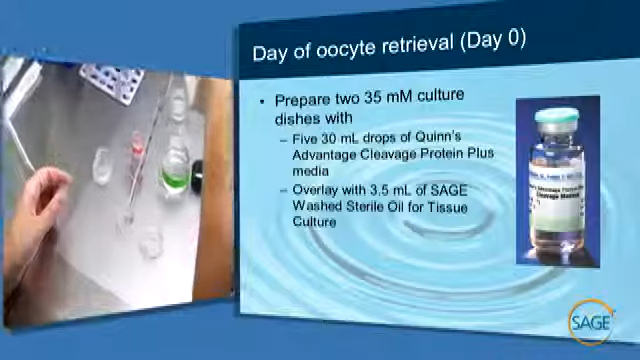 Day of oocyte retrieval (Day 0)
• Prepare two 35 mM culture
dishes with
– Five 30 mL drops of Quinn's
Advantage Cleavage Protein Plus
media
– Overlay with 3.5 mL of SAGE
Washed Sterile Oil for Tissue
Culture
SAGE